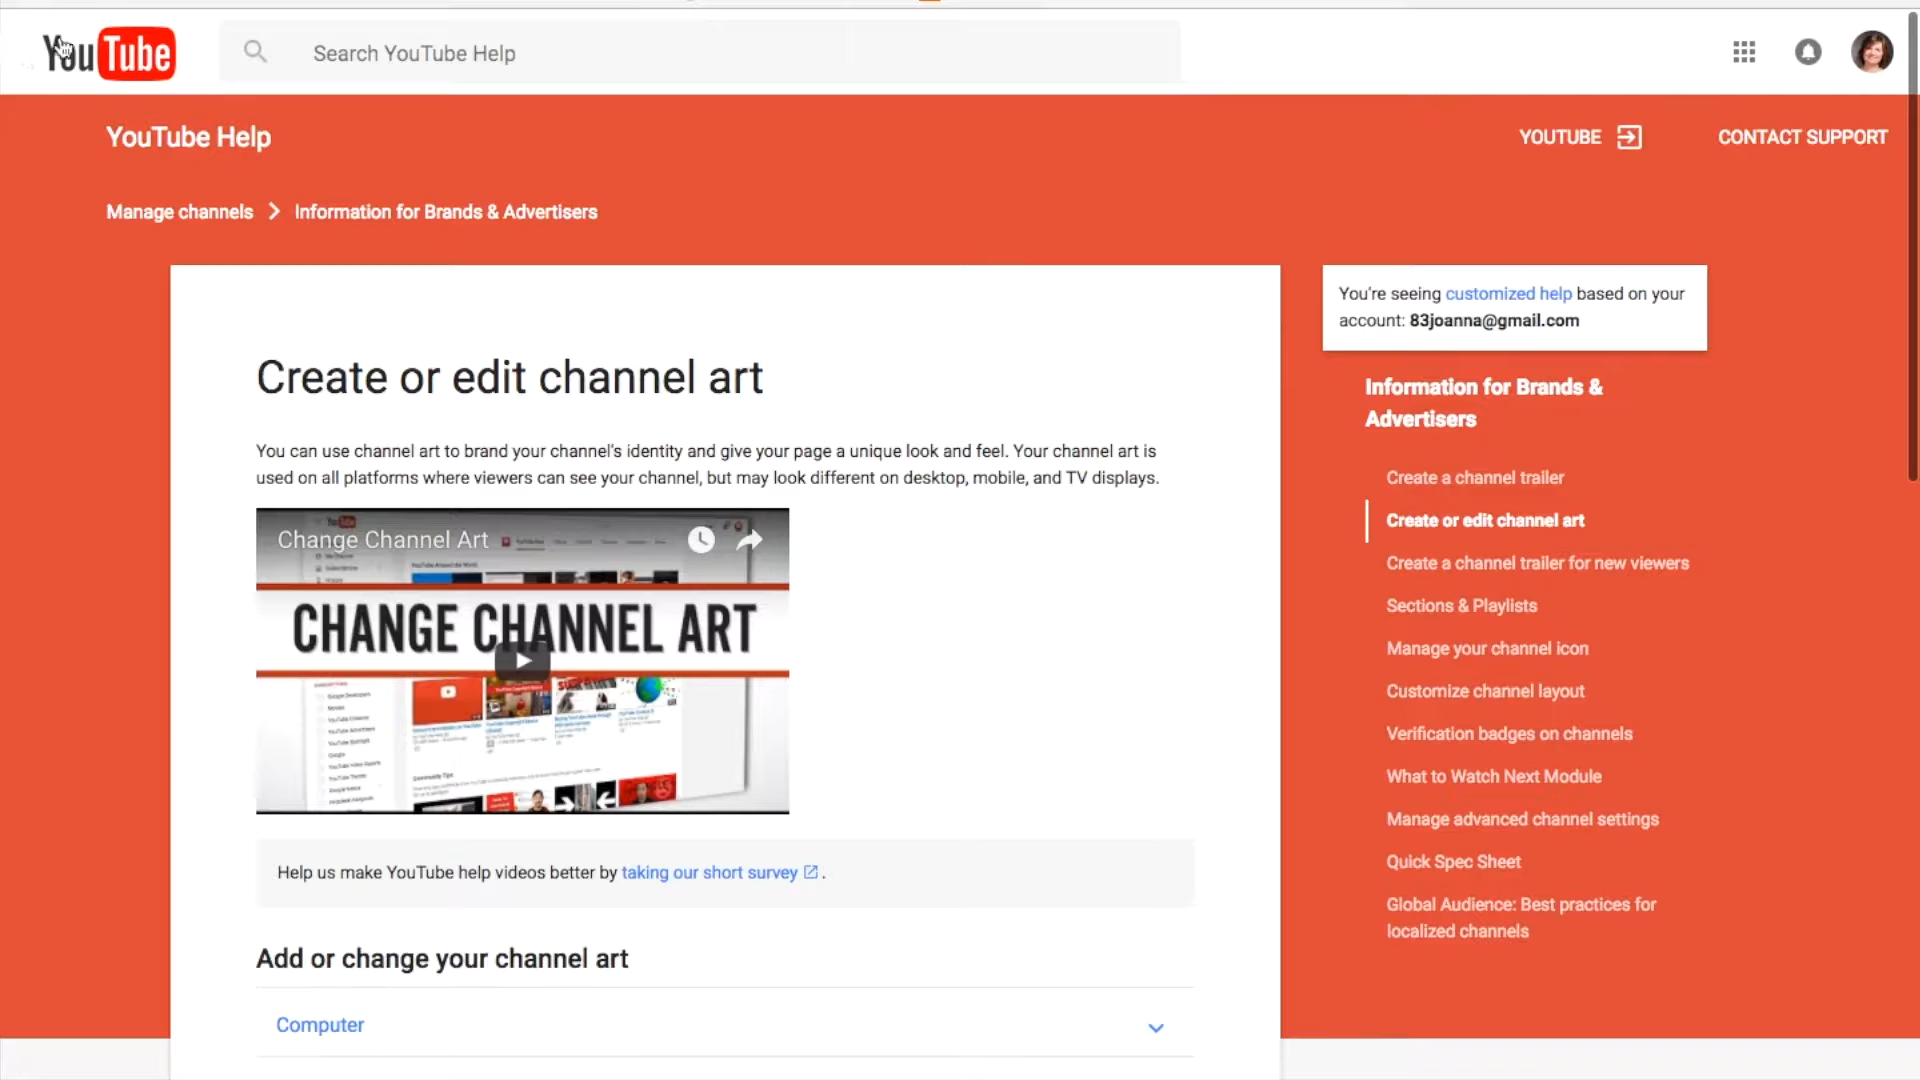 YouTube
Search YouTube Help
YouTube Help
YOUTUBE
CONTACT SUPPORT
Manage channels
Information for Brands & Advertisers
You're seeing customized help based on your
account: 83joanna@gmail.com
Create or edit channel art
You can use channel art to brand your channel's identity and give your page a unique look and feel. Your channel art is
used on all platforms where viewers can see your channel, but may look different on desktop, mobile, and TV displays.
Change Channel Art
CHANGE CHANNEL ART
Help us make YouTube help videos better by taking our short survey .
Add or change your channel art
Computer
Information for Brands &
Advertisers
Create a channel trailer
Create or edit channel art
Create a channel trailer for new viewers
Sections & Playlists
Manage your channel icon
Customize channel layout
Verification badges on channels
What to Watch Next Module
Manage advanced channel settings
Quick Spec Sheet
Global Audience: Best practices for
localized channels